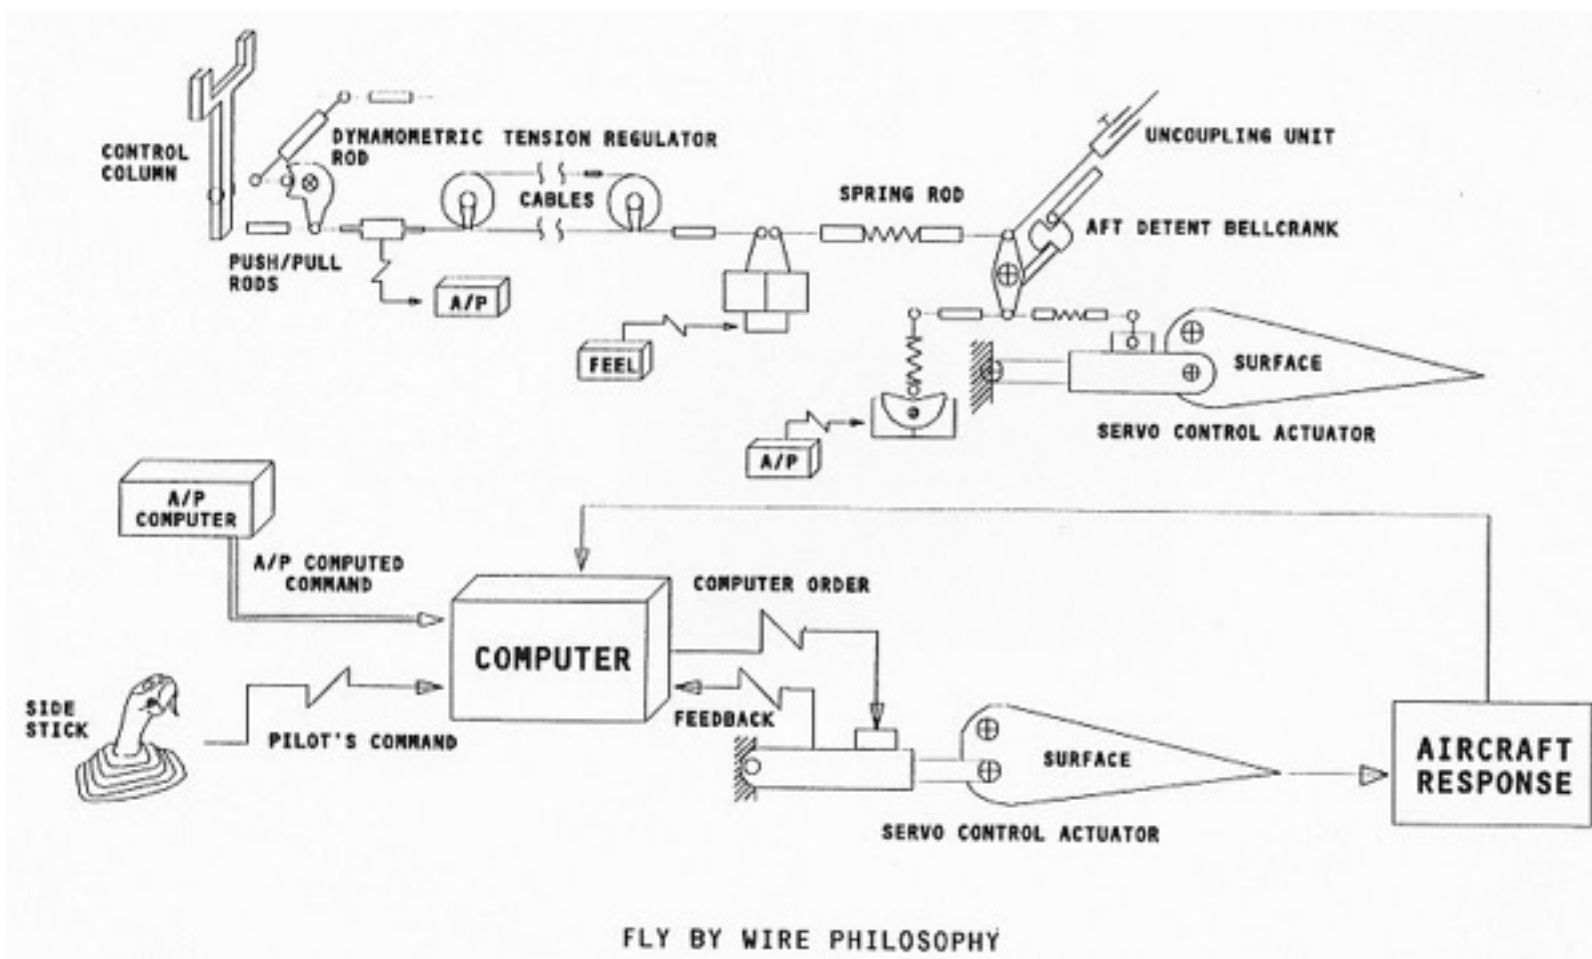 CONTROL
COLUMN
DYNAMOMETRIC
ROD
TENSION REGULATOR
CABLES
PUSH/PULL
RODS
A/P
FEEL
SPRING ROD
UNCOUPLING UNIT
AFT DETENT BELLCRANK
SURFACE
SERVO CONTROL ACTUATOR
A/P
A/P
COMPUTER
A/P COMPUTED
COMMAND
COMPUTER
COMPUTER ORDER
FEEDBACK
SIDE
STICK
PILOT'S COMMAND
SURFACE
SERVO CONTROL ACTUATOR
AIRCRAFT
RESPONSE
FLY BY WIRE PHILOSOPHY